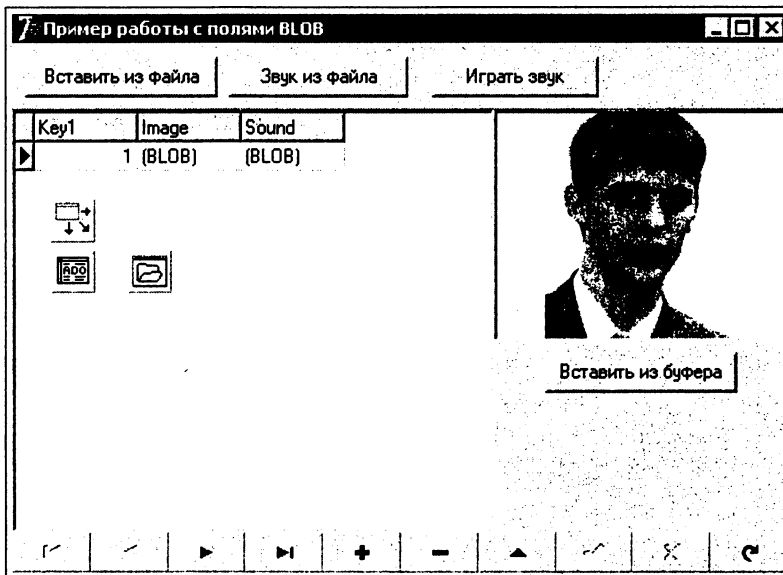 Пример работы с полями BLOB
Вставить из файла
Звук из файла
Играть звук
Key1 Image Sound
1 (BLOB) (BLOB)
ADO
Вставить из буфера